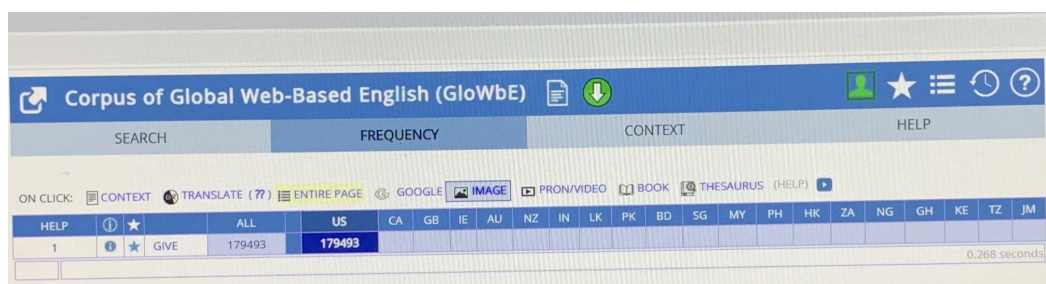 Corpus of Global Web-Based English (GloWbE)
SEARCH FREQUENCY CONTEXT HELP
ON CLICK: CONTEXT TRANSLATE (??) ENTIRE PAGE GOOGLE IMAGE PRON/VIDEO BOOK THESAURUS (HELP)
HELP ALL US CA GB IE AU NZ IN LK PK BD SG MY PH HK ZA NG GH KE TZ JM
1 GIVE 179493 179493
0.268 seconds